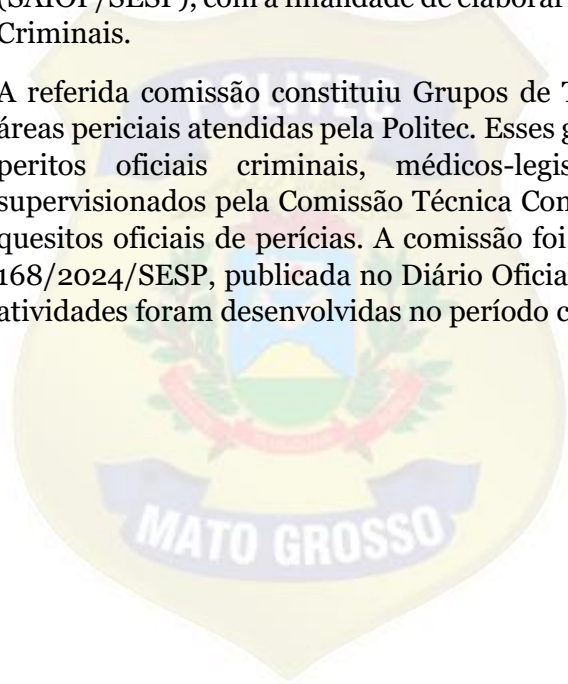 (SAIOP/SESP), com a finalidade de elaborar
Criminais.
A referida comissão constituiu Grupos de T
áreas periciais atendidas pela Politec. Esses g
peritos oficiais criminais, médicos-legis
supervisionados pela Comissão Técnica Con
quesitos oficiais de perícias. A comissão foi
168/2024/SESP, publicada no Diário Oficial
atividades foram desenvolvidas no período c
POLITEC
MATO GROSSO